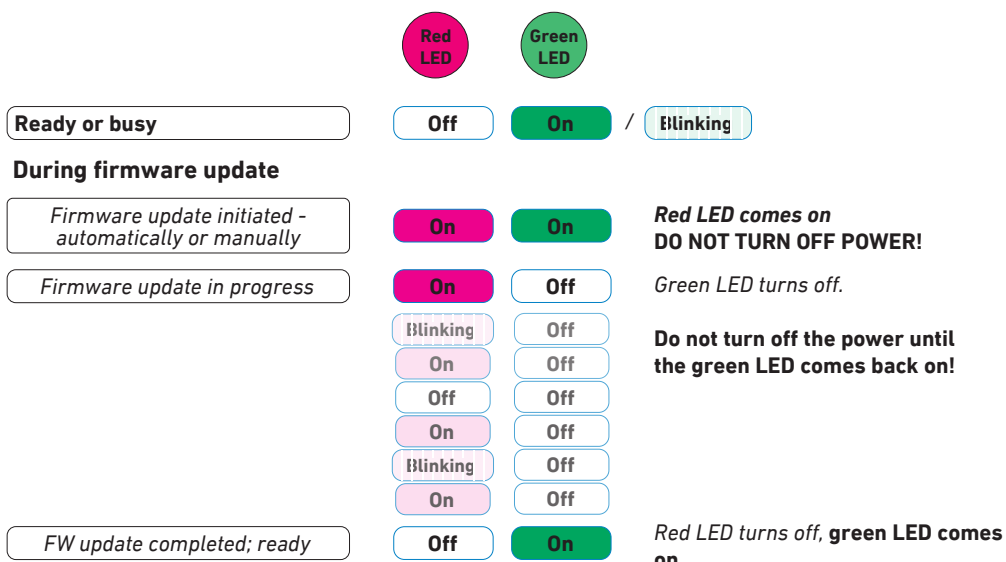 Red
LED
Green
LED
Ready or busy
Off
On
/
Blinking
During firmware update
Firmware update initiated -
automatically or manually
On
On
Red LED comes on
DO NOT TURN OFF POWER!
Firmware update in progress
On
Off
Green LED turns off.
Blinking
Off
Do not turn off the power until
the green LED comes back on!
On
Off
Off
Off
On
Off
Blinking
Off
On
Off
FW update completed; ready
Off
On
Red LED turns off, green LED comes
on